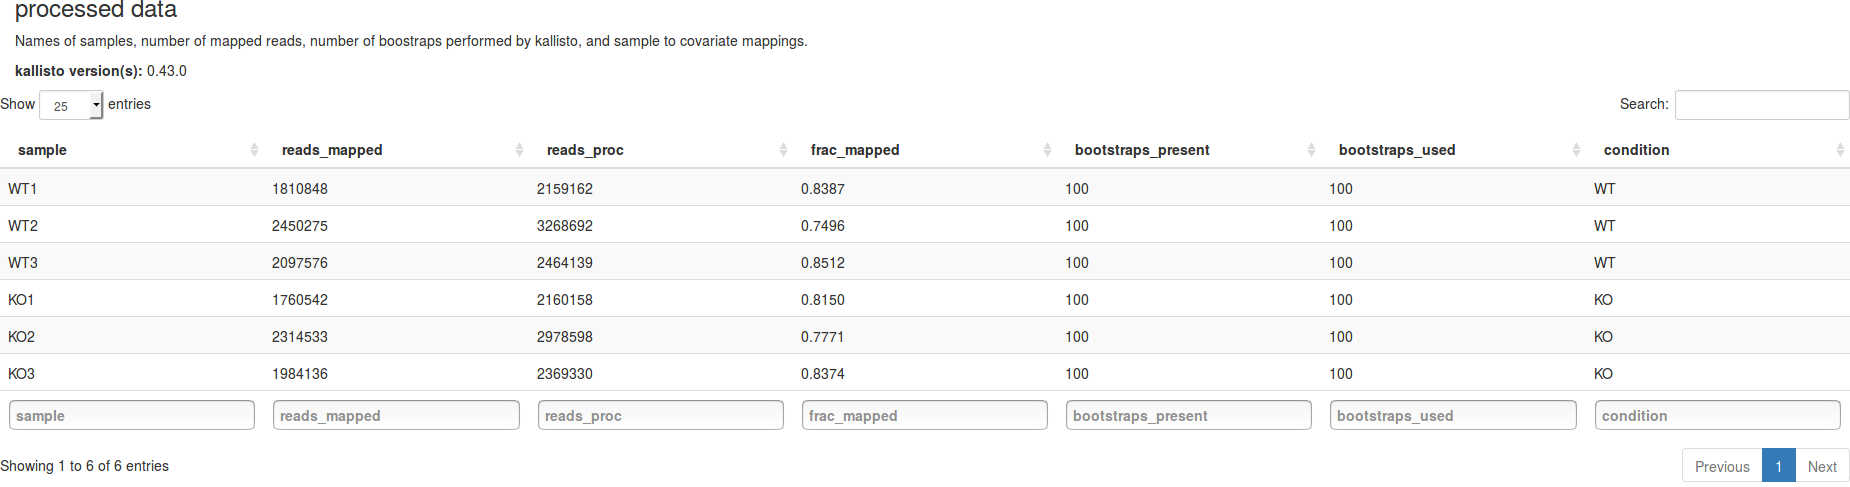 processed data
Names of samples, number of mapped reads, number of boostraps performed by kallisto, and sample to covariate mappings.
kallisto version(s): 0.43.0
Show 25 entries Search:
sample reads_mapped reads_proc frac_mapped bootstraps_present bootstraps_used condition
WT1 1810848 2159162 0.8387 100 100 WT
WT2 2450275 3268692 0.7496 100 100 WT
WT3 2097576 2464139 0.8512 100 100 WT
KO1 1760542 2160158 0.8150 100 100 KO
KO2 2314533 2978598 0.7771 100 100 KO
KO3 1984136 2369330 0.8374 100 100 KO
sample reads_mapped reads_proc frac_mapped bootstraps_present bootstraps_used condition
Showing 1 to 6 of 6 entries Previous 1 Next